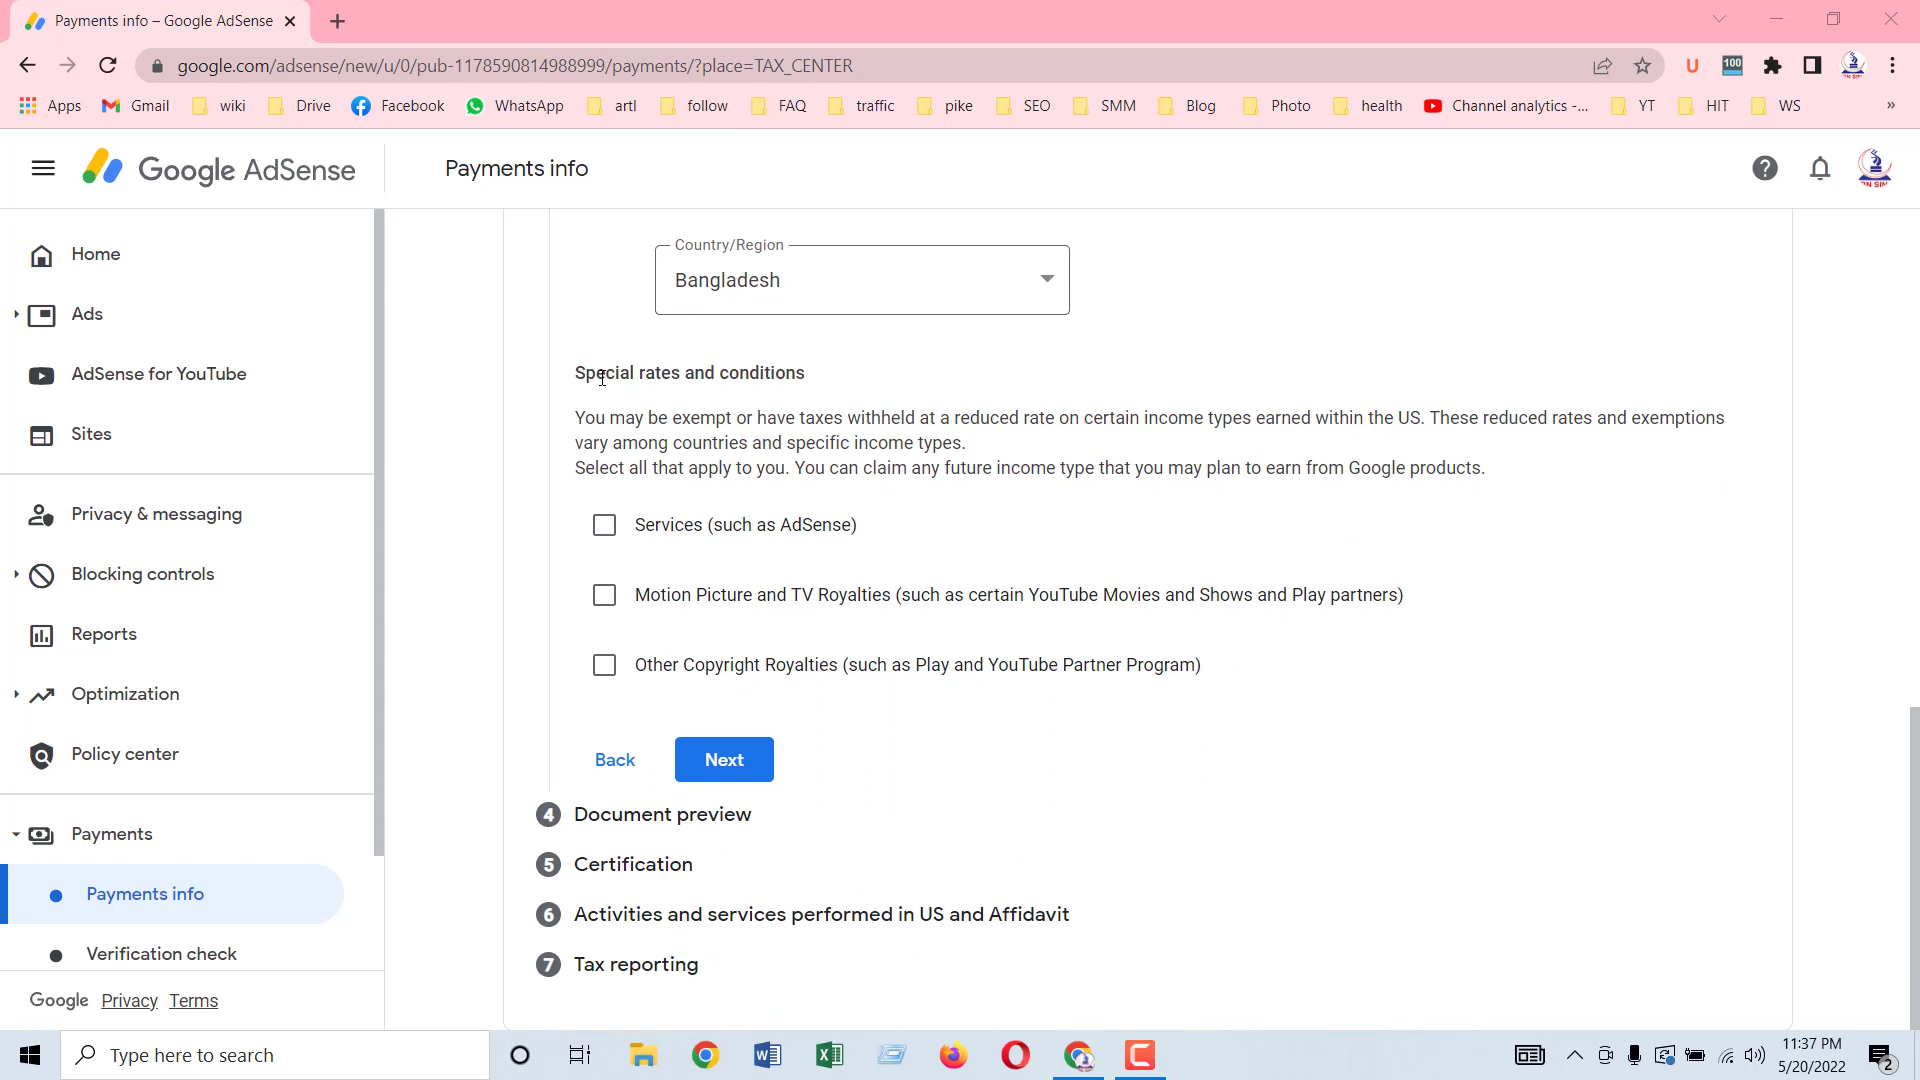 Payments info – Google AdSense
google.com/adsense/new/u/0/pub-1178590814988999/payments/?place=TAX_CENTER
U
100
Apps
Gmail
wiki
Drive
Facebook
WhatsApp
artl
follow
FAQ
traffic
pike
SEO
SMM
Blog
Photo
health
Channel analytics -...
YT
HIT
WS
»
Google AdSense
Payments info
Home
Ads
AdSense for YouTube
Sites
Privacy & messaging
Blocking controls
Reports
Optimization
Policy center
Payments
Payments info
Verification check
Google Privacy Terms
Country/Region
Bangladesh
Special rates and conditions
You may be exempt or have taxes withheld at a reduced rate on certain income types earned within the US. These reduced rates and exemptions
vary among countries and specific income types.
Select all that apply to you. You can claim any future income type that you may plan to earn from Google products.
Services (such as AdSense)
Motion Picture and TV Royalties (such as certain YouTube Movies and Shows and Play partners)
Other Copyright Royalties (such as Play and YouTube Partner Program)
Back
Next
4 Document preview
5 Certification
6 Activities and services performed in US and Affidavit
7 Tax reporting
Type here to search
11:37 PM
5/20/2022
2